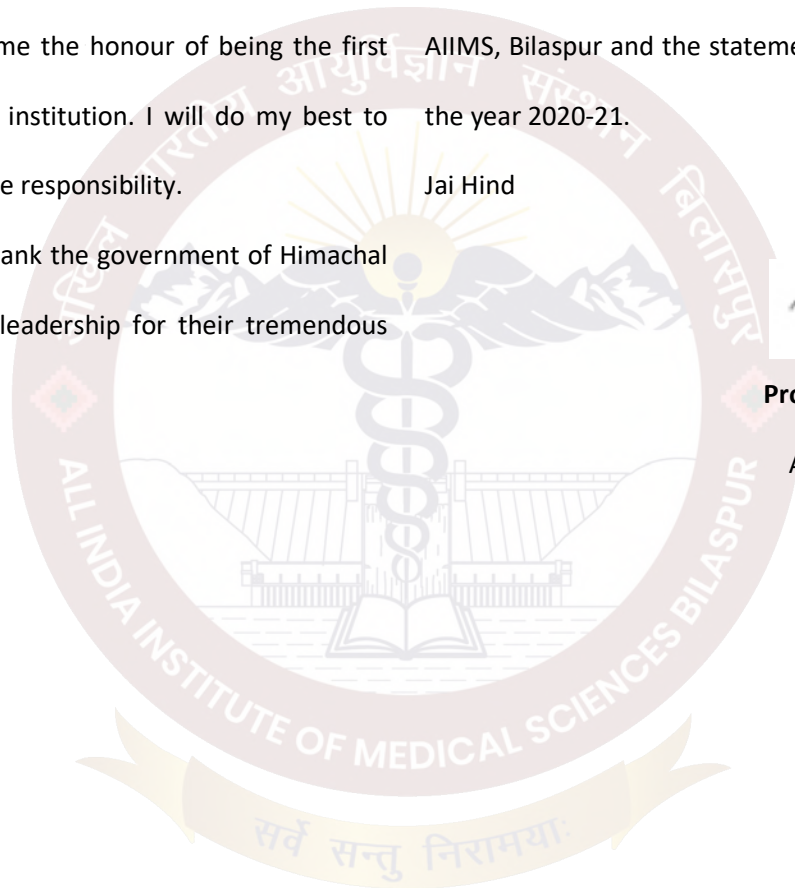 me the honour of being the first
institution. I will do my best to
e responsibility.
ank the government of Himachal
leadership for their tremendous
AIIMS, Bilaspur and the stateme
the year 2020-21.
Jai Hind
Pro
A
अखिल भारतीय आयुर्विज्ञान संस्थान बिलासपुर
ALL INDIA INSTITUTE OF MEDICAL SCIENCES BILASPUR
सर्वे सन्तु निरामयाः